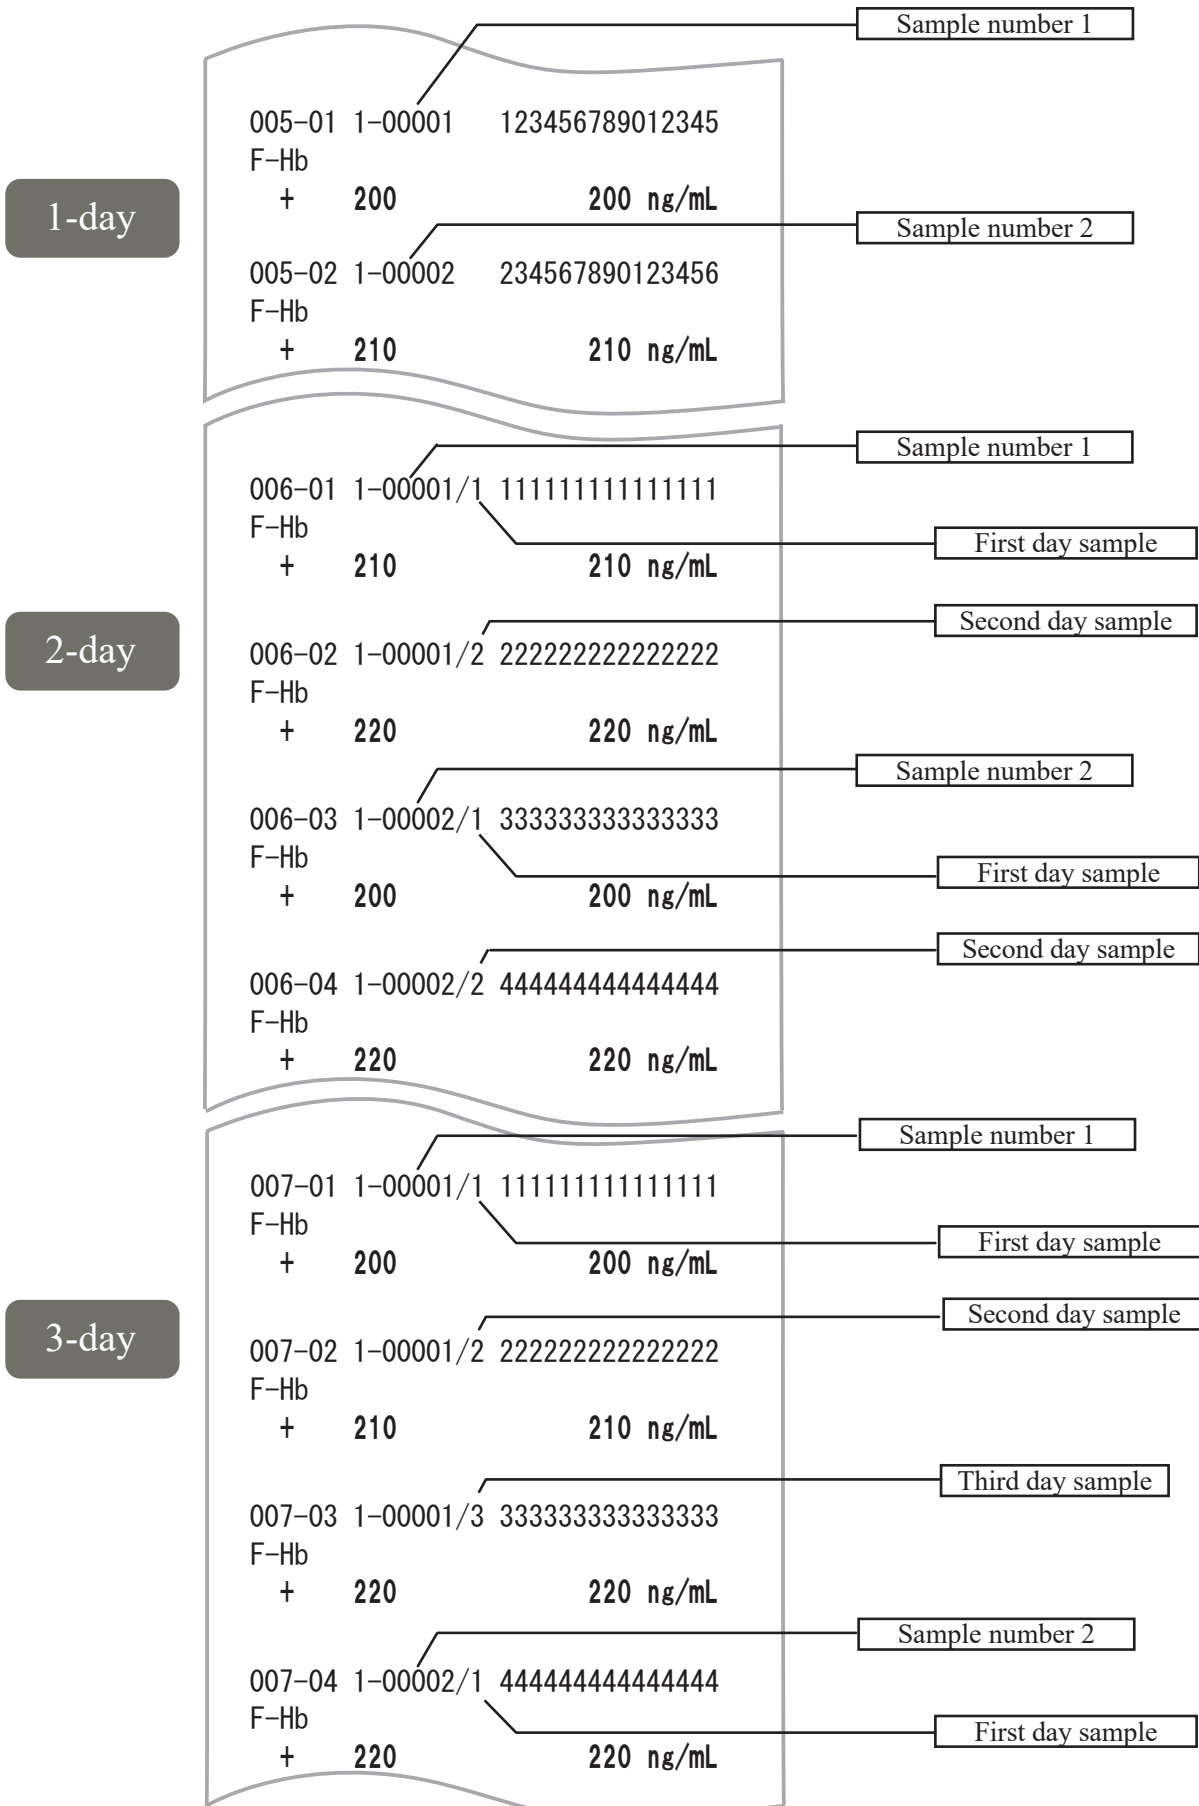 Sample number 1
005-01 1-00001 123456789012345
F-Hb
+ 200 200 ng/mL
1-day
Sample number 2
005-02 1-00002 234567890123456
F-Hb
+ 210 210 ng/mL
Sample number 1
006-01 1-00001/1 111111111111111
F-Hb
First day sample
+ 210 210 ng/mL
Second day sample
2-day
006-02 1-00001/2 222222222222222
F-Hb
+ 220 220 ng/mL
Sample number 2
006-03 1-00002/1 333333333333333
F-Hb
First day sample
+ 200 200 ng/mL
Second day sample
006-04 1-00002/2 444444444444444
F-Hb
+ 220 220 ng/mL
Sample number 1
007-01 1-00001/1 111111111111111
F-Hb
First day sample
+ 200 200 ng/mL
Second day sample
3-day
007-02 1-00001/2 222222222222222
F-Hb
+ 210 210 ng/mL
Third day sample
007-03 1-00001/3 333333333333333
F-Hb
+ 220 220 ng/mL
Sample number 2
007-04 1-00002/1 444444444444444
F-Hb
First day sample
+ 220 220 ng/mL